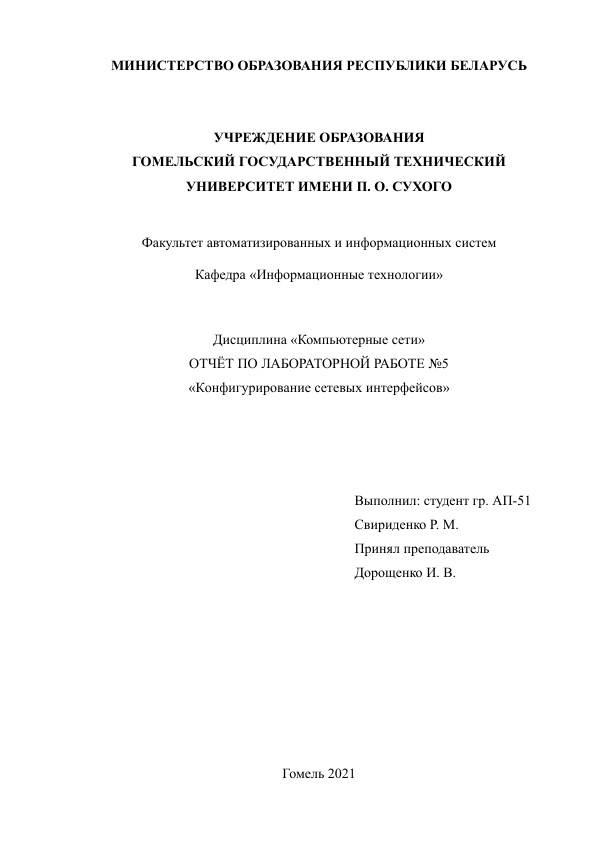 МИНИСТЕРСТВО ОБРАЗОВАНИЯ РЕСПУБЛИКИ БЕЛАРУСЬ
УЧРЕЖДЕНИЕ ОБРАЗОВАНИЯ
ГОМЕЛЬСКИЙ ГОСУДАРСТВЕННЫЙ ТЕХНИЧЕСКИЙ
УНИВЕРСИТЕТ ИМЕНИ П. О. СУХОГО
Факультет автоматизированных и информационных систем
Кафедра «Информационные технологии»
Дисциплина «Компьютерные сети»
ОТЧЁТ ПО ЛАБОРАТОРНОЙ РАБОТЕ №5
«Конфигурирование сетевых интерфейсов»
Выполнил: студент гр. АП-51
Свириденко Р. М.
Принял преподаватель
Дорощенко И. В.
Гомель 2021